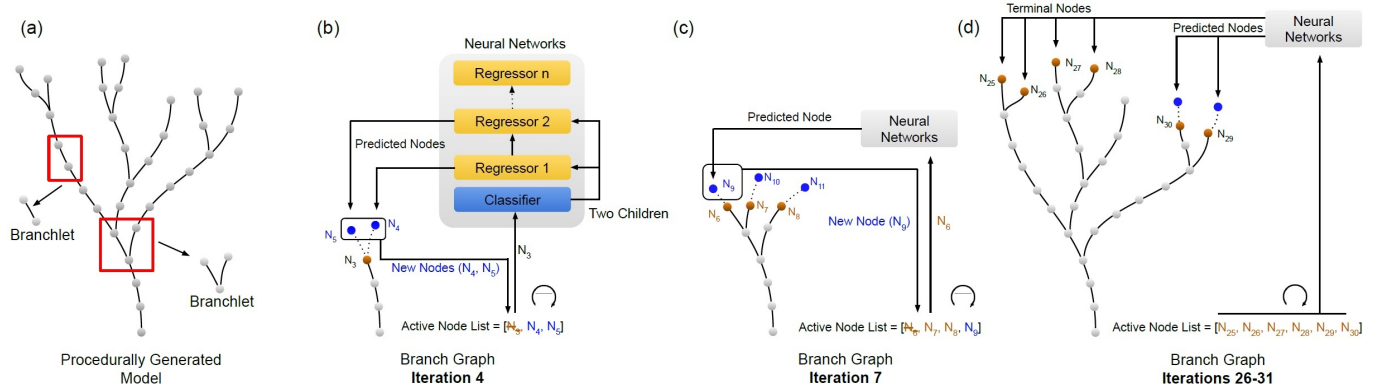 (a)
Branchlet
Branchlet
Procedurally Generated
Model
(b)
Neural Networks
Regressor n
Regressor 2
Predicted Nodes
Regressor 1
Classifier
Two Children
N5
N4
N3
N3
New Nodes (N4, N5)
Active Node List = [N3, N4, N5]
Branch Graph
Iteration 4
(c)
Predicted Node
Neural
Networks
N9
N10
N11
N6
N7
N8
New Node (N9)
N6
Active Node List = [N6, N7, N8, N9]
Branch Graph
Iteration 7
(d)
Terminal Nodes
Predicted Nodes
Neural
Networks
N25
N26
N27
N28
N30
N29
Active Node List = [N25, N26, N27, N28, N29, N30]
Branch Graph
Iterations 26-31